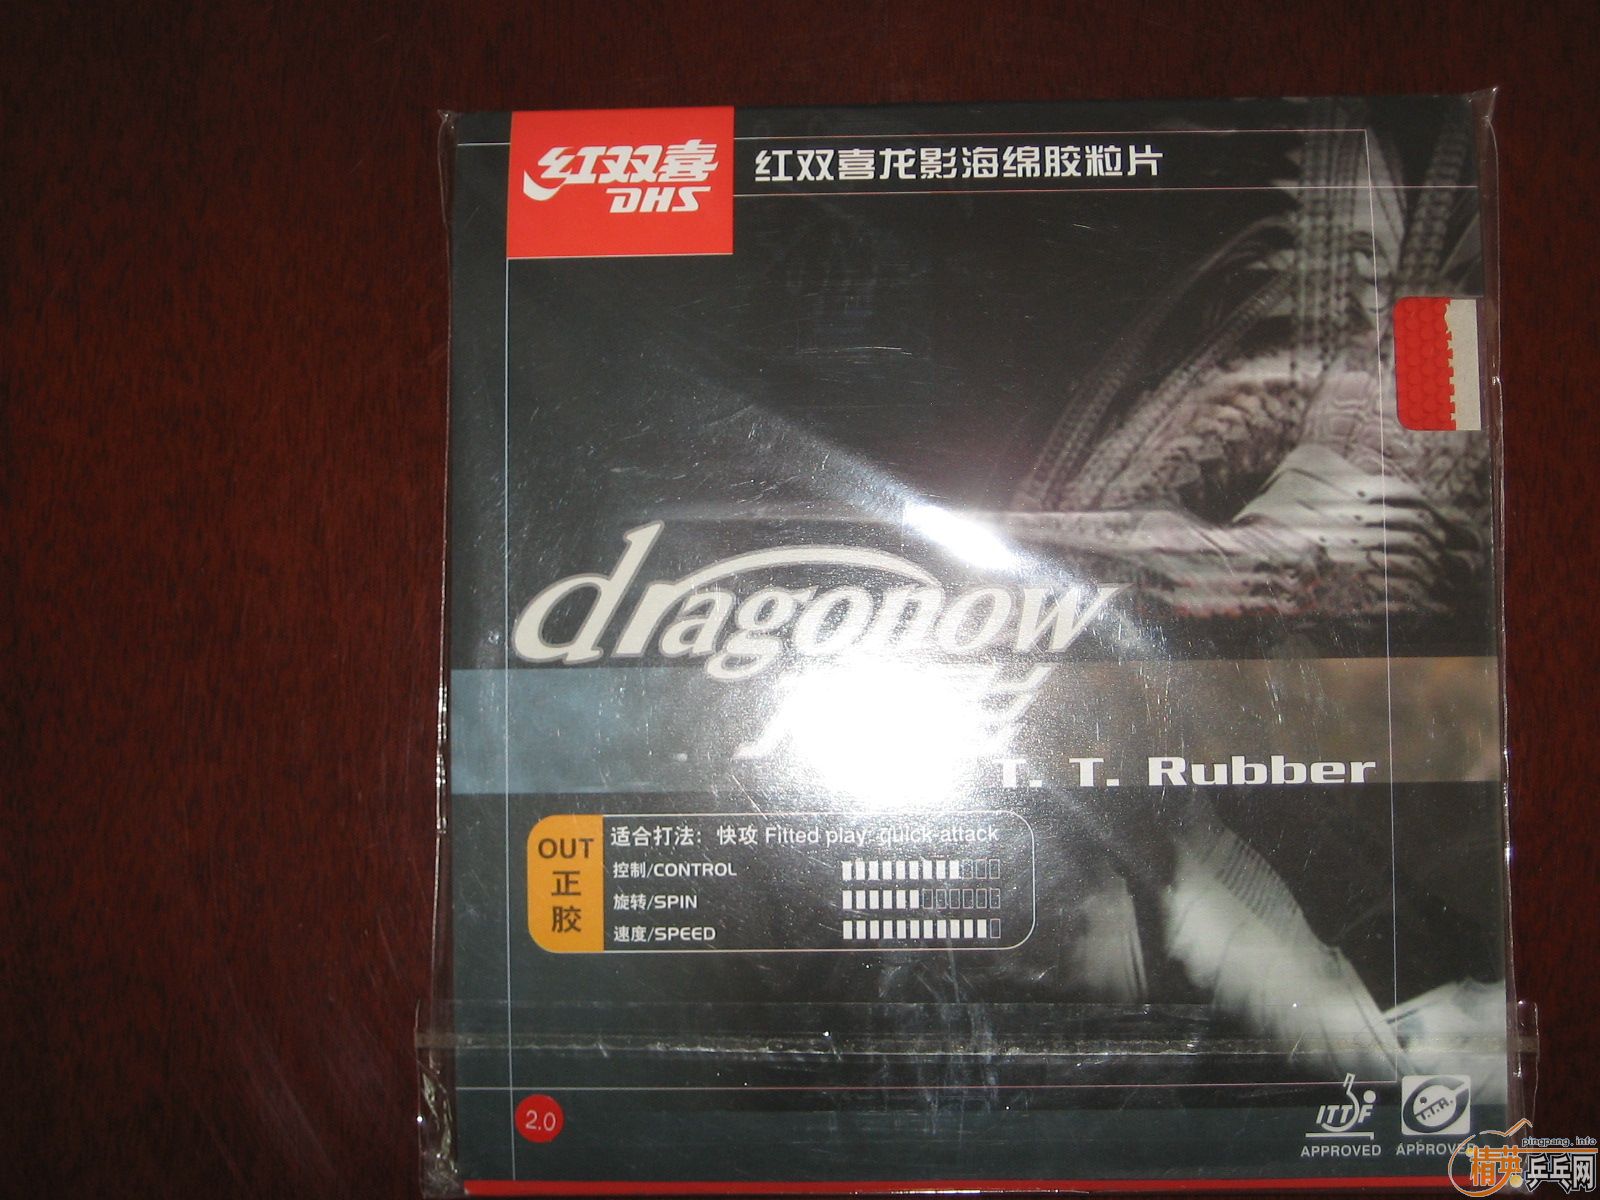 红双喜
DHS
红双喜龙影海绵胶粒片
dragonow
T. T. Rubber
OUT
正
胶
适合打法: 快攻 Fitted play: quick-attack
控制/CONTROL
旋转/SPIN
速度/SPEED
2.0
ITTF
APPROVED
APPROVED
pingpang.info
精英乒乓网